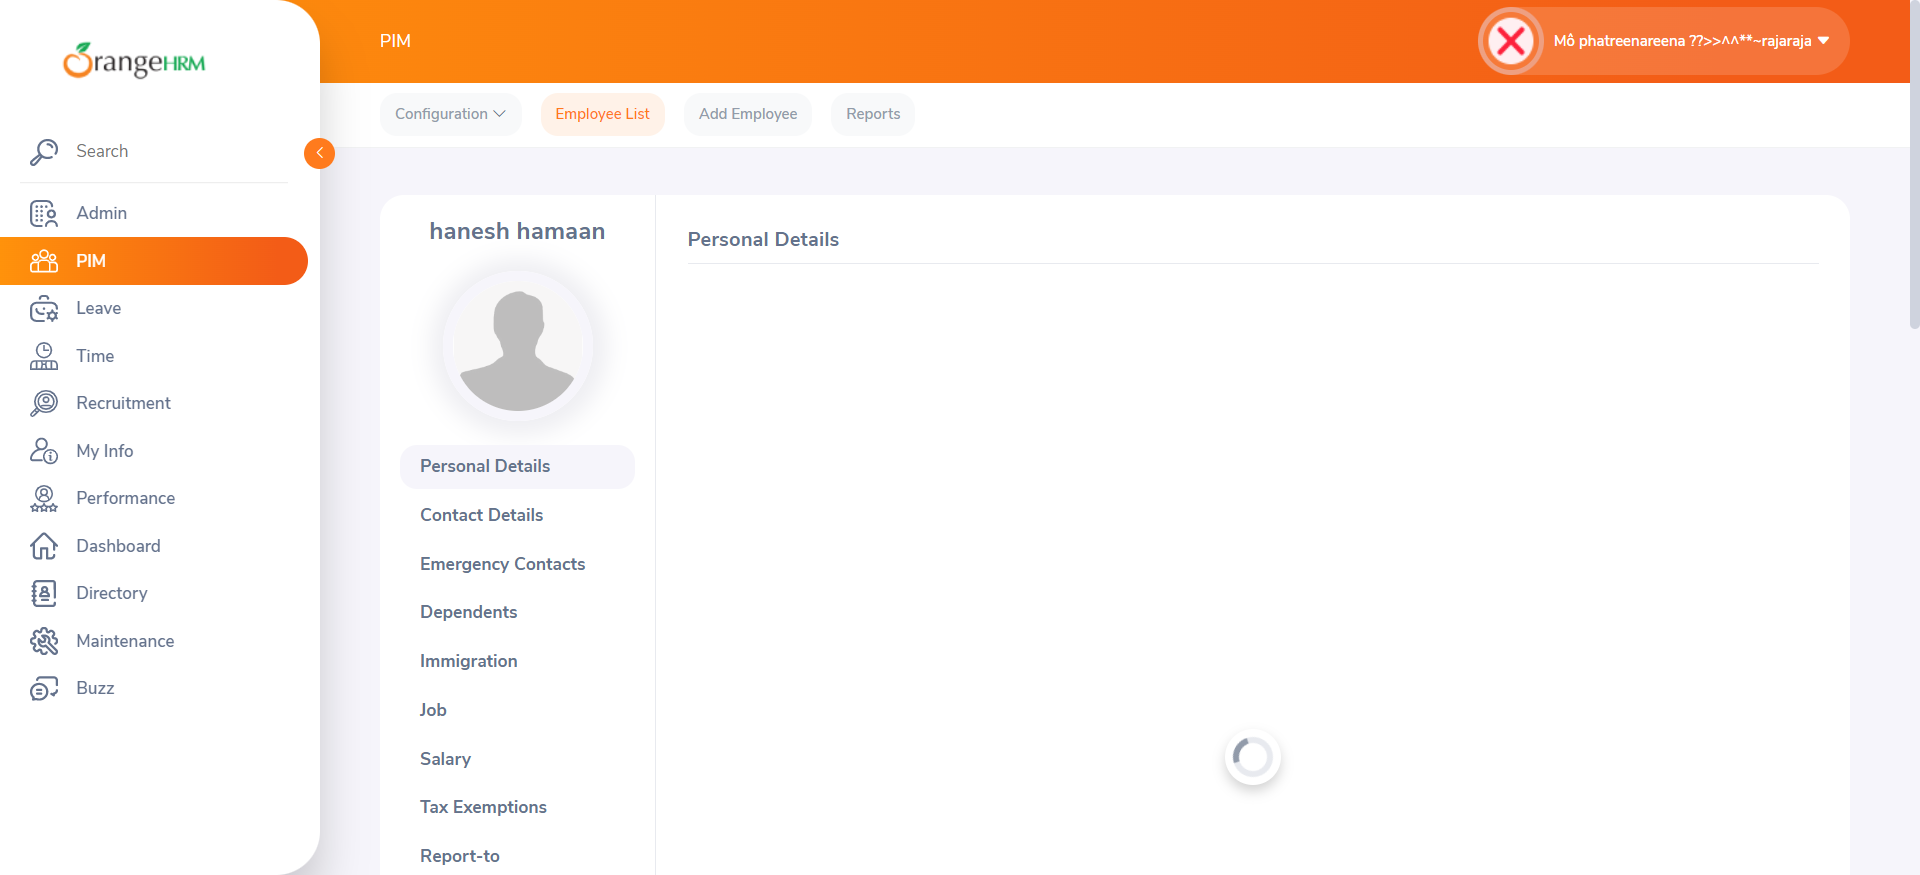 OrangeHRM
PIM
Mô phatreenareena ??>>^^**~rajaraja
Configuration
Employee List
Add Employee
Reports
Search
Admin
PIM
Leave
Time
Recruitment
My Info
Performance
Dashboard
Directory
Maintenance
Buzz
hanesh hamaan
Personal Details
Contact Details
Emergency Contacts
Dependents
Immigration
Job
Salary
Tax Exemptions
Report-to
Personal Details